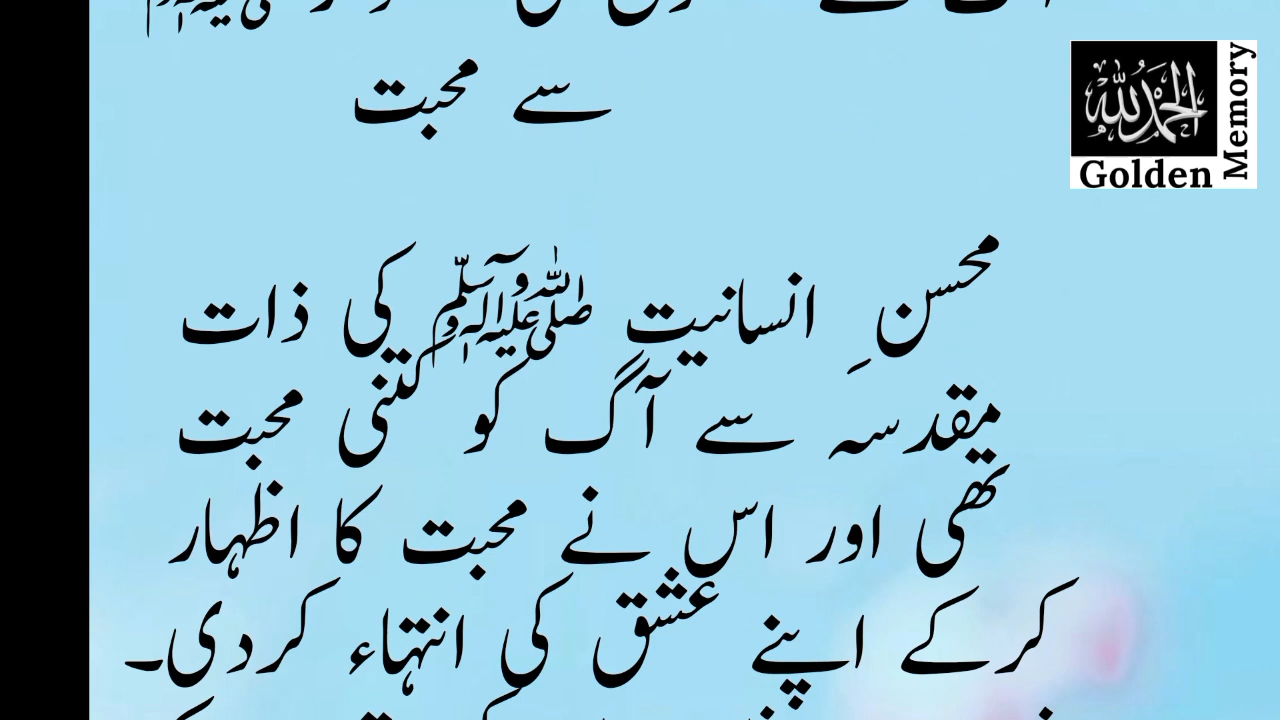 سے محبت
الحمدللہ
Golden
Memory
محسنِ انسانیت ﷺ کی ذات
مقدسہ سے آگ کو کتنی محبت
تھی اور اس نے محبت کا اظہار
کرکے اپنے عشق کی انتہاء کردی۔